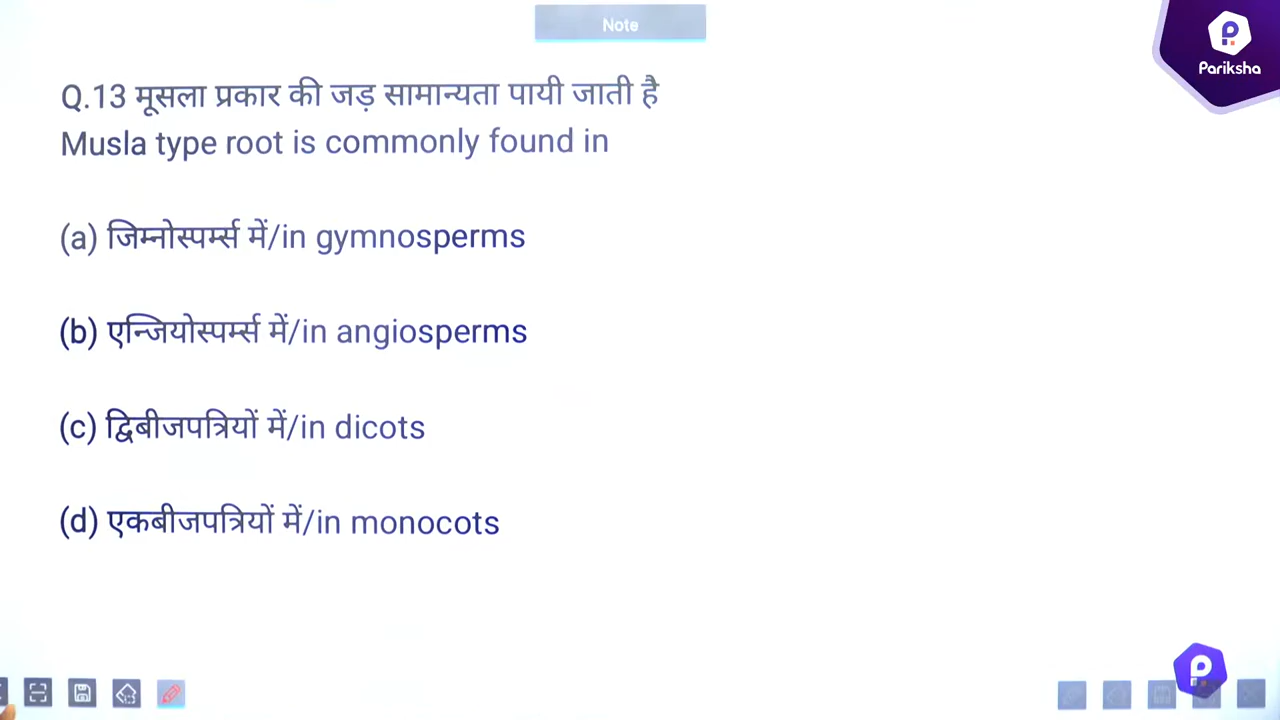 Note
Pariksha
Q.13 मूसला प्रकार की जड़ सामान्यता पायी जाती है
Musla type root is commonly found in
(a) जिम्नोस्पर्म्स में/in gymnosperms
(b) एन्जियोस्पर्म्स में/in angiosperms
(c) द्विबीजपत्रियों में/in dicots
(d) एकबीजपत्रियों में/in monocots